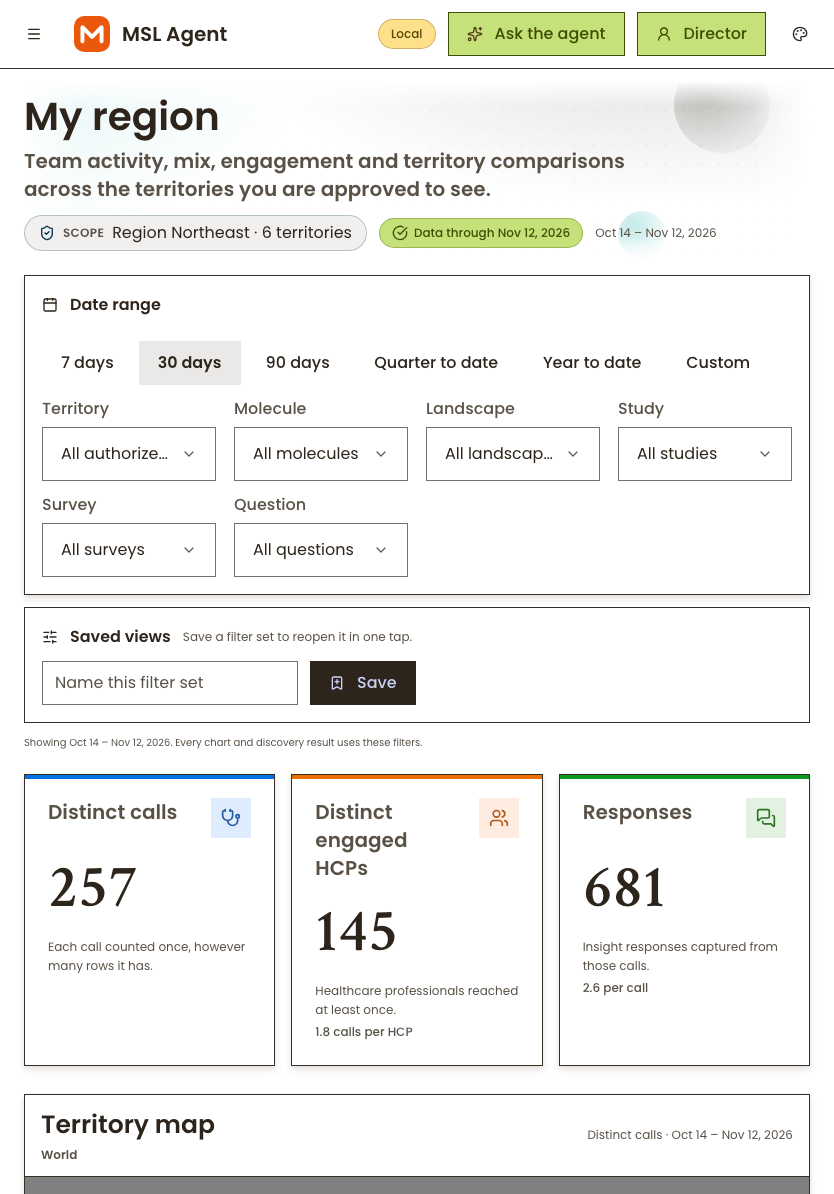 MSL Agent
Local
Ask the agent
Director
My region
Team activity, mix, engagement and territory comparisons
across the territories you are approved to see.
SCOPE Region Northeast · 6 territories
Data through Nov 12, 2026
Oct 14 – Nov 12, 2026
Date range
7 days
30 days
90 days
Quarter to date
Year to date
Custom
Territory
Molecule
Landscape
Study
All authorize...
All molecules
All landscap...
All studies
Survey
Question
All surveys
All questions
Saved views Save a filter set to reopen it in one tap.
Name this filter set
Save
Showing Oct 14 – Nov 12, 2026. Every chart and discovery result uses these filters.
Distinct calls
257
Each call counted once, however
many rows it has.
Distinct
engaged
HCPs
145
Healthcare professionals reached
at least once.
1.8 calls per HCP
Responses
681
Insight responses captured from
those calls.
2.6 per call
Territory map
World
Distinct calls · Oct 14 – Nov 12, 2026